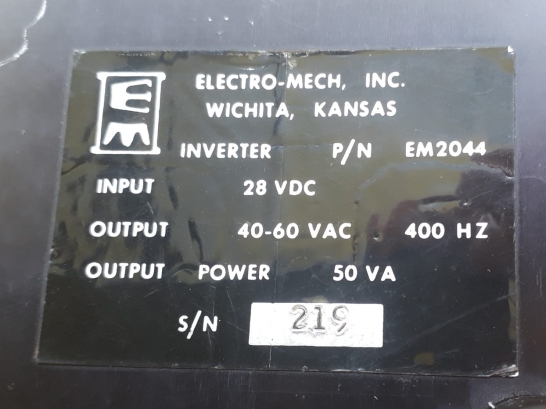 EM
ELECTRO-MECH, INC.
WICHITA, KANSAS
INVERTER P/N EM2044
INPUT 28 VDC
OUTPUT 40-60 VAC 400 HZ
OUTPUT POWER 50 VA
S/N 219